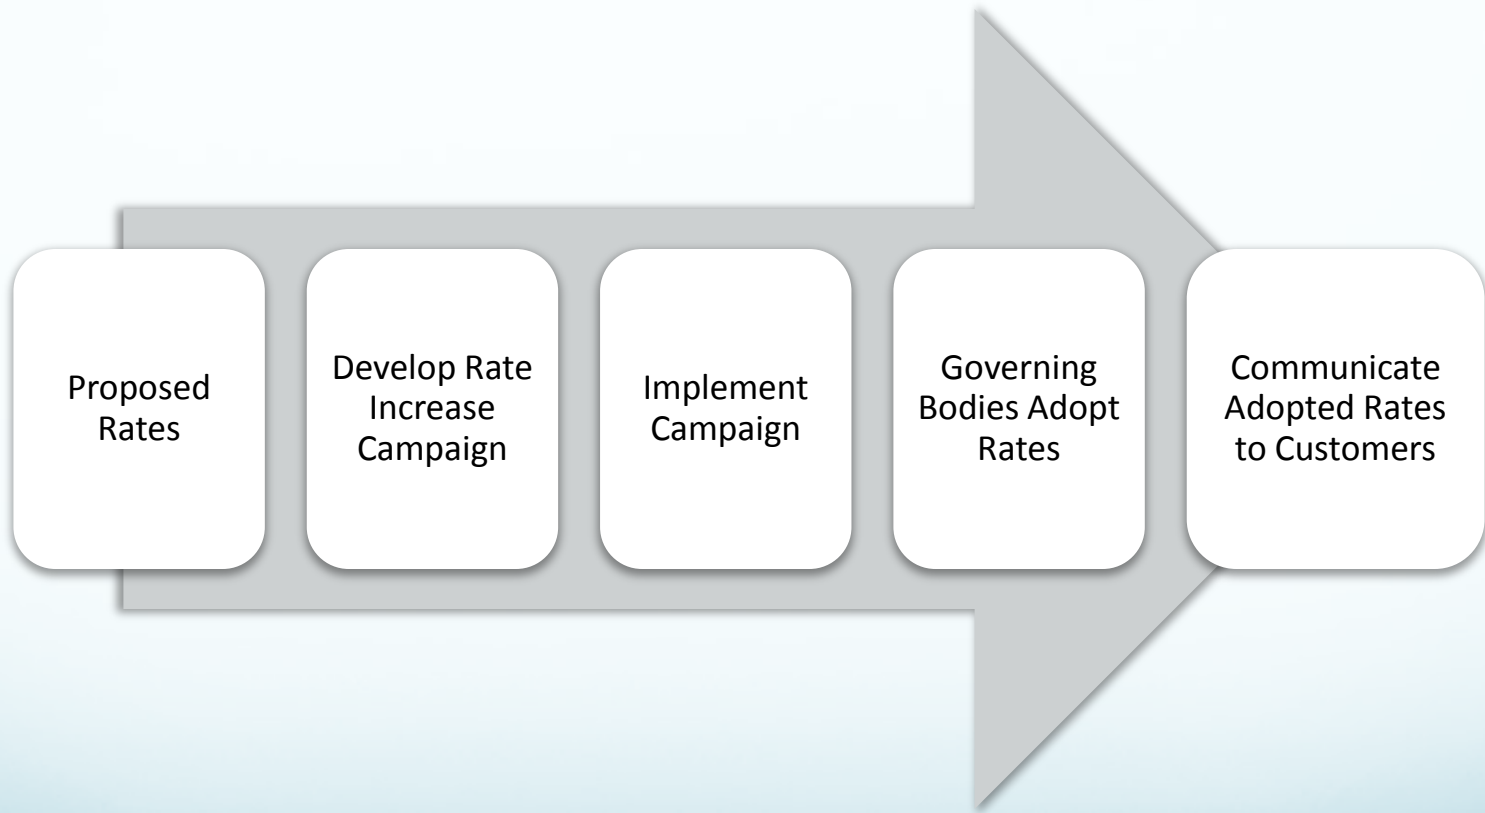 Proposed
Rates
Develop Rate
Increase
Campaign
Implement
Campaign
Governing
Bodies Adopt
Rates
Communicate
Adopted Rates
to Customers